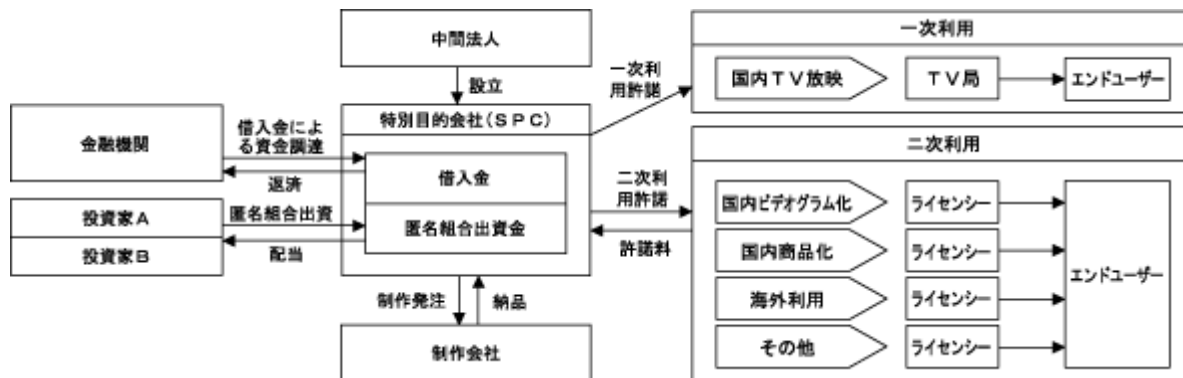 中間法人
設立
金融機関
借入金によ
る資金調達
返済
投資家A
投資家B
匿名組合出資
配当
特別目的会社(SPC)
借入金
匿名組合出資金
制作発注
納品
制作会社
一次利
用許諾
二次利
用許諾
許諾料
一次利用
国内TV放映
TV局
エンドユーザー
二次利用
国内ビデオグラム化
ライセンシー
国内商品化
ライセンシー
海外利用
ライセンシー
その他
ライセンシー
エンドユーザー